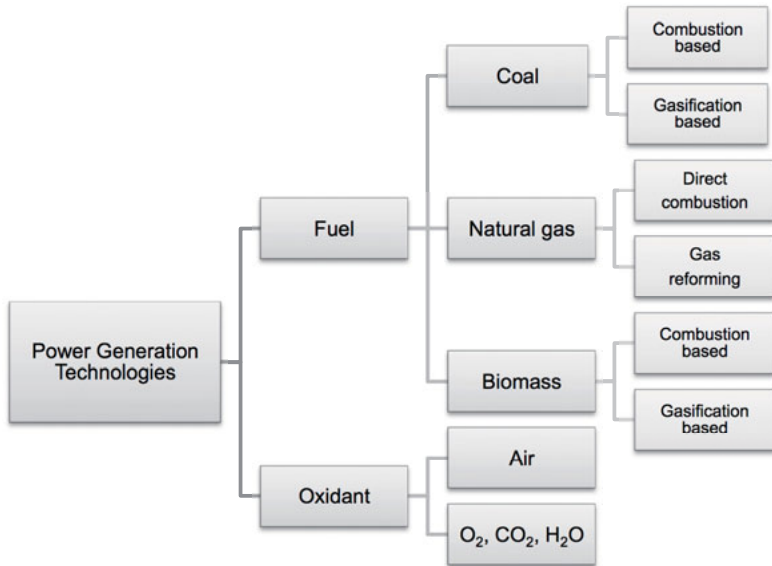 Power Generation
Technologies
Fuel
Coal
Combustion
based
Gasification
based
Natural gas
Direct
combustion
Gas
reforming
Biomass
Combustion
based
Gasification
based
Oxidant
Air
O₂, CO₂, H₂O